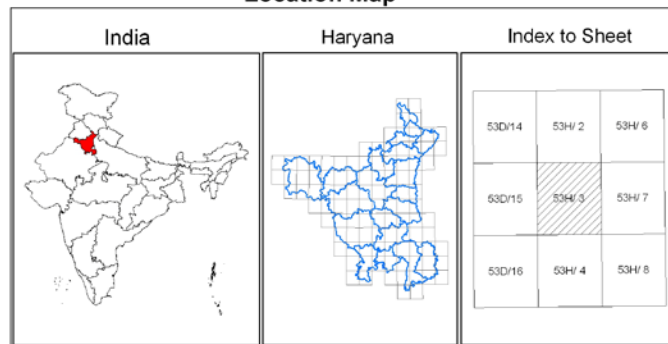 Location Map
India
Haryana
Index to Sheet
53D/14
53H/ 2
53H/ 6
53D/15
53H/ 3
53H/ 7
53D/16
53H/ 4
53H/ 8